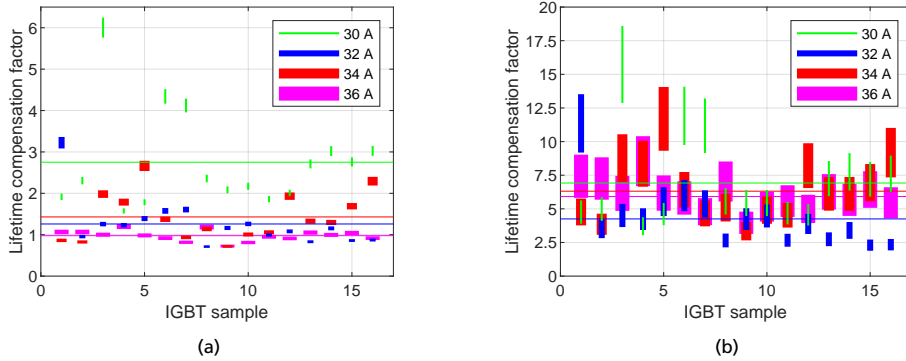 Lifetime compensation factor
6
5
4
3
2
1
0
0
5
10
15
IGBT sample
30 A
32 A
34 A
36 A
(a)
Lifetime compensation factor
20
17.5
15
12.5
10
7.5
5
2.5
0
0
5
10
15
IGBT sample
30 A
32 A
34 A
36 A
(b)